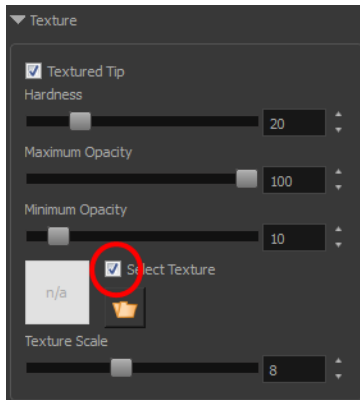 Texture
Textured Tip
Hardness
20
Maximum Opacity
100
Minimum Opacity
10
Select Texture
n/a
Texture Scale
8